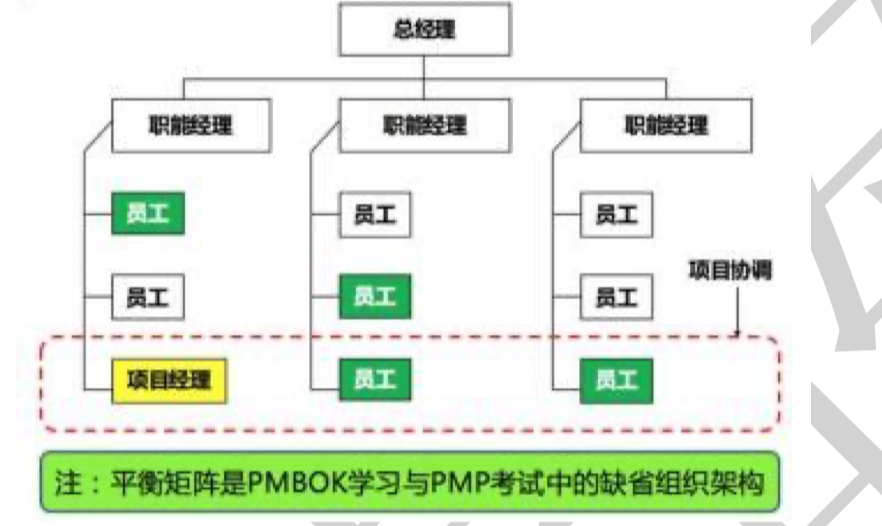 总经理
职能经理 职能经理 职能经理
员工 员工 员工
项目协调
员工 员工 员工
项目经理 员工 员工
注：平衡矩阵是PMBOK学习与PMP考试中的缺省组织架构